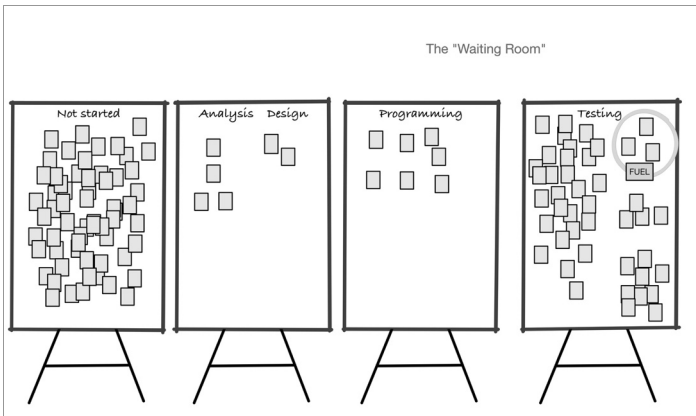 The "Waiting Room"
Not started
Analysis Design
Programming
Testing
FUEL